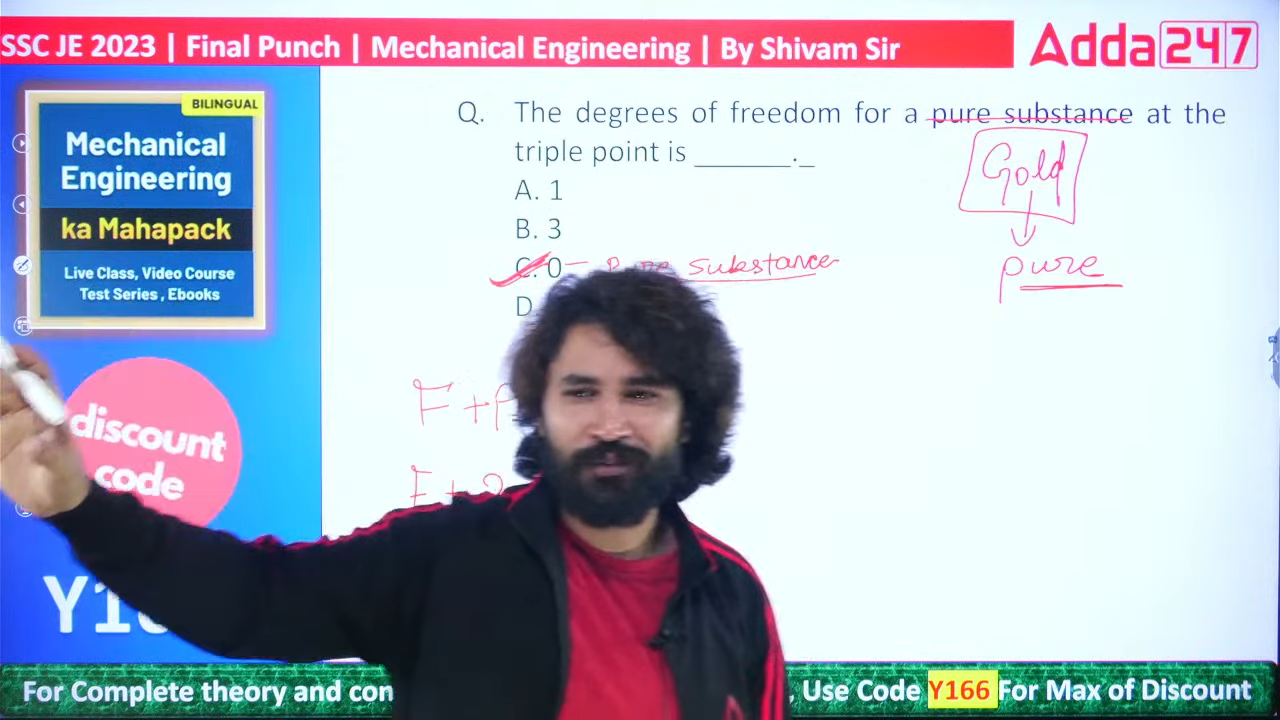 SSC JE 2023 | Final Punch | Mechanical Engineering | By Shivam Sir
Adda247
BILINGUAL
Mechanical
Engineering
ka Mahapack
Live Class, Video Course
Test Series , Ebooks
discount
code
Q. The degrees of freedom for a pure substance at the
triple point is ______._
A. 1
B. 3
C. 0 – substance
D
Gold
pure
F + P
F +
For Complete theory and con
, Use Code Y166 For Max of Discount